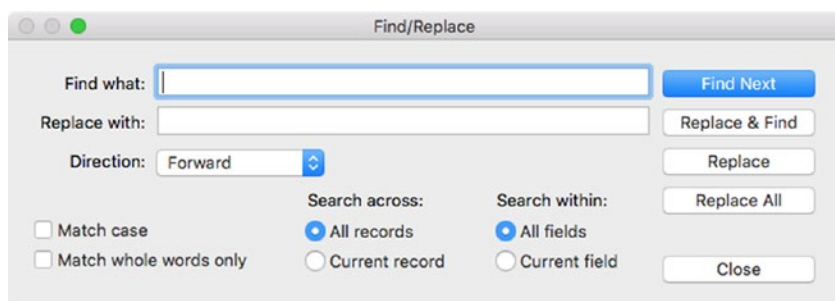 Find/Replace
Find what:
Find Next
Replace with:
Replace & Find
Direction: Forward
Replace
Search across: Search within:
Replace All
Match case
All records
All fields
Match whole words only
Current record
Current field
Close